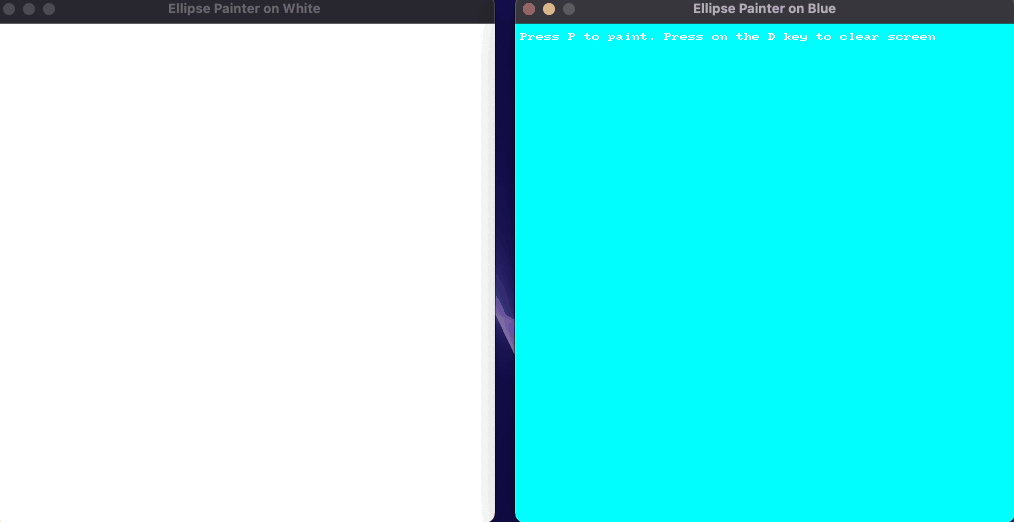 Ellipse Painter on White
Ellipse Painter on Blue
Press P to paint. Press on the D key to clear screen